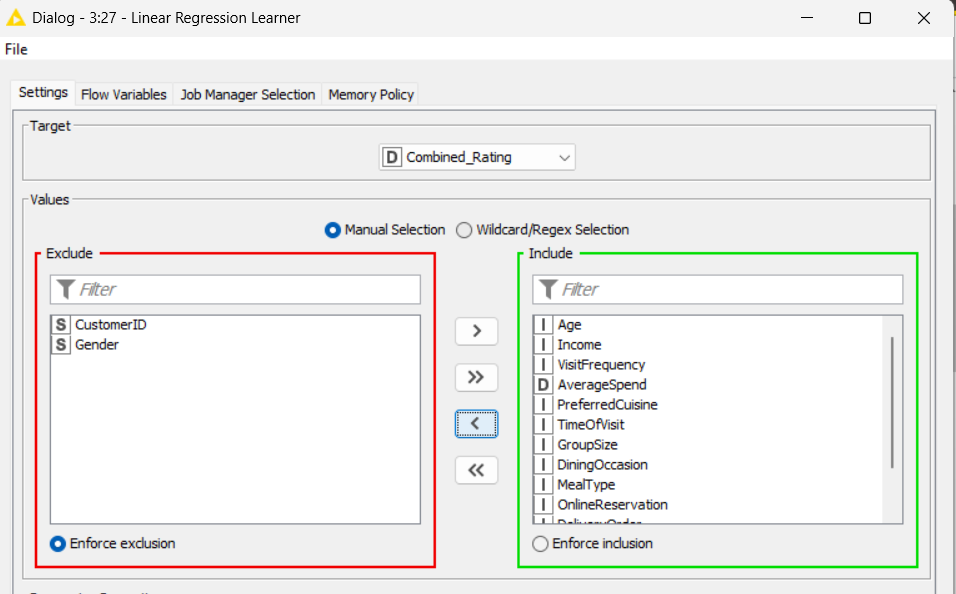 Dialog - 3:27 - Linear Regression Learner
File
Settings Flow Variables Job Manager Selection Memory Policy
Target
D Combined_Rating
Values
Manual Selection Wildcard/Regex Selection
Exclude
Filter
S CustomerID
S Gender
Enforce exclusion
>
>>
<
<<
Include
Filter
I Age
I Income
I VisitFrequency
D AverageSpend
I PreferredCuisine
I TimeOfVisit
I GroupSize
I DiningOccasion
I MealType
I OnlineReservation
I DeliveryOrder
Enforce inclusion